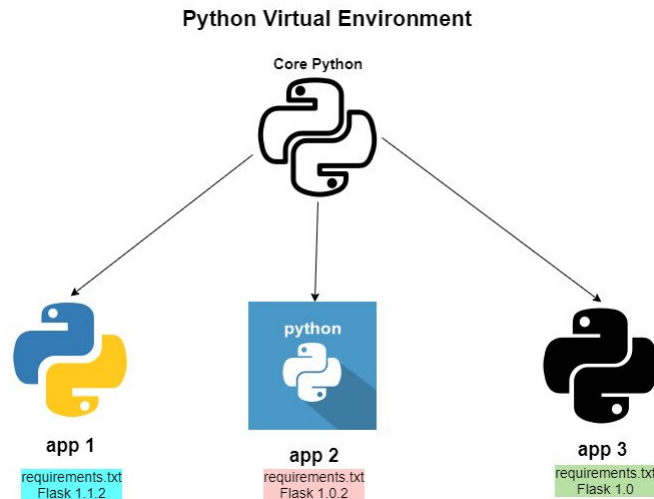 Python Virtual Environment
Core Python
python
app 1
requirements.txt
Flask 1.1.2
app 2
requirements.txt
Flask 1.0.2
app 3
requirements.txt
Flask 1.0